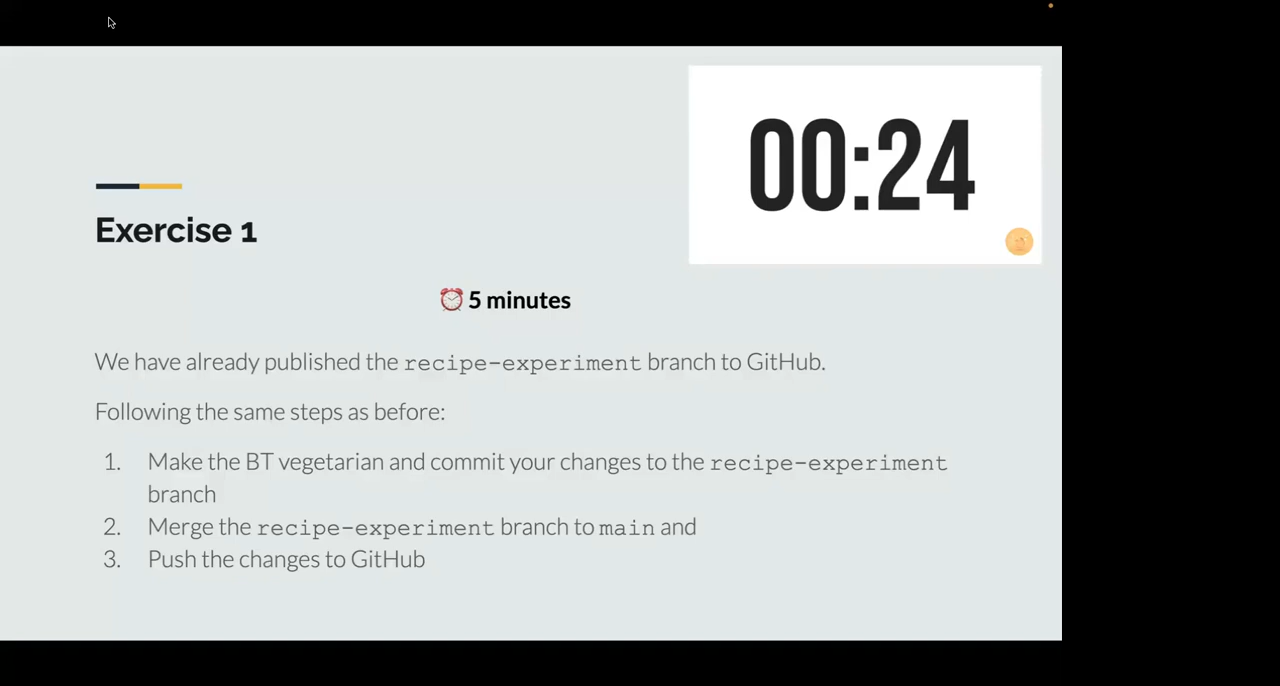 00:24
Exercise 1
⏰ 5 minutes
We have already published the recipe-experiment branch to GitHub.
Following the same steps as before:
1. Make the BT vegetarian and commit your changes to the recipe-experiment
branch
2. Merge the recipe-experiment branch to main and
3. Push the changes to GitHub